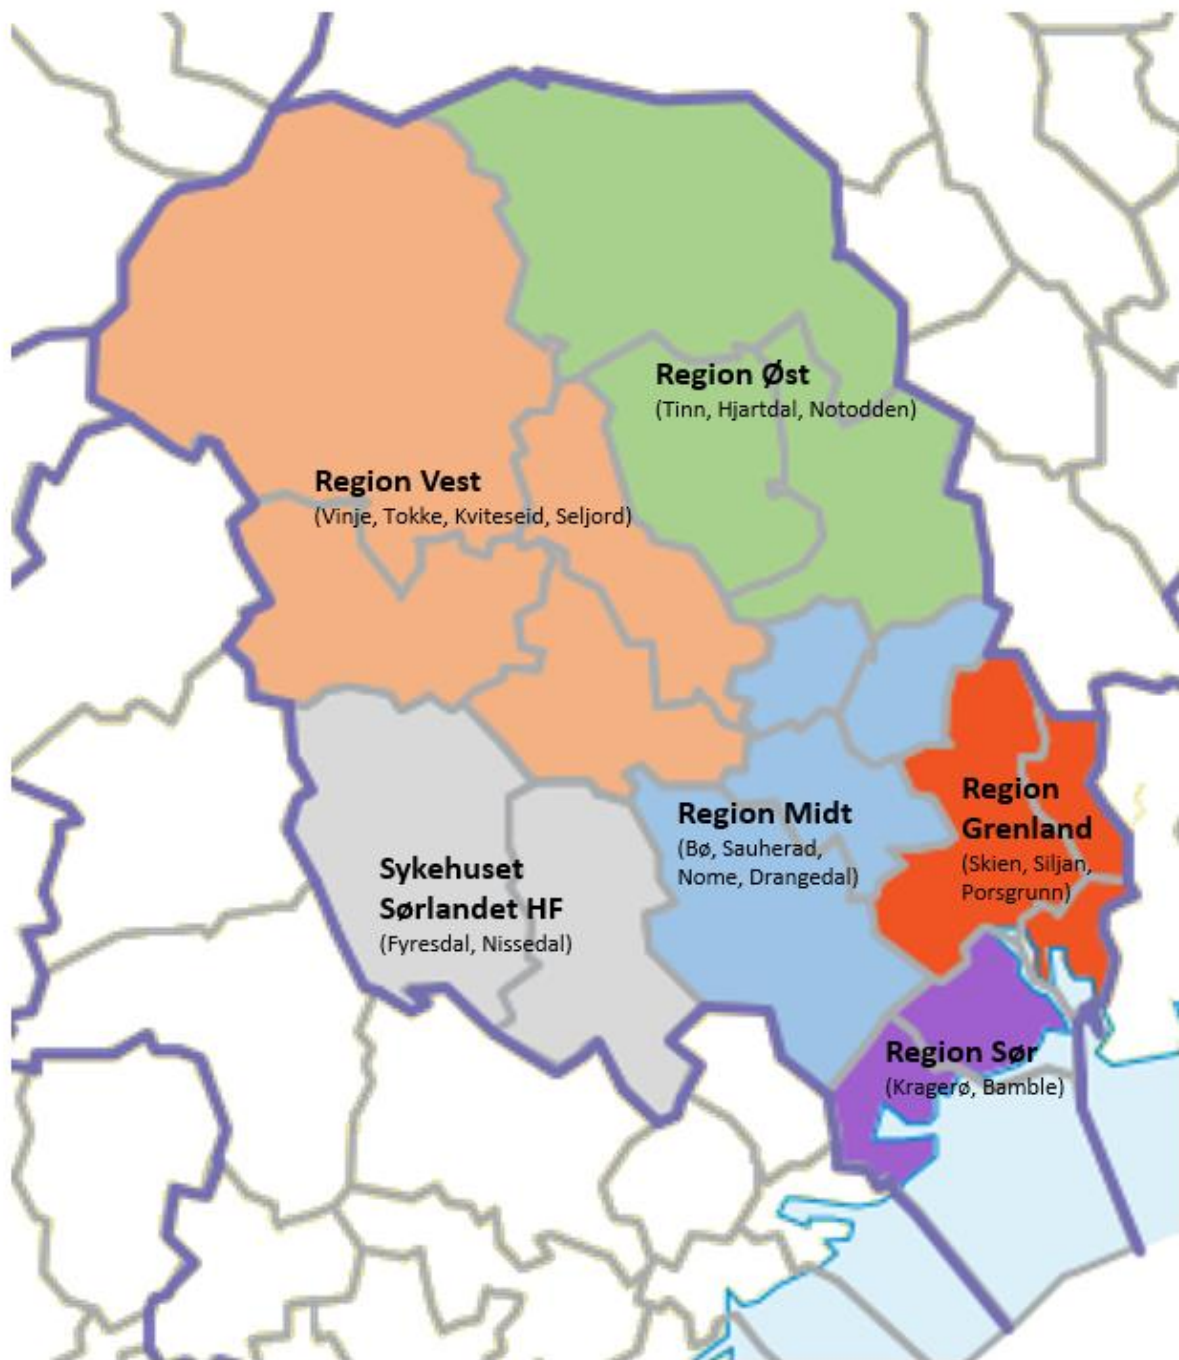 Region Øst
(Tinn, Hjartdal, Notodden)
Region Vest
(Vinje, Tokke, Kviteseid, Seljord)
Region Midt
(Bø, Sauherad,
Nome, Drangedal)
Region
Grenland
(Skien, Siljan,
Porsgrunn)
Sykehuset
Sørlandet HF
(Fyresdal, Nissedal)
Region Sør
(Kragerø, Bamble)